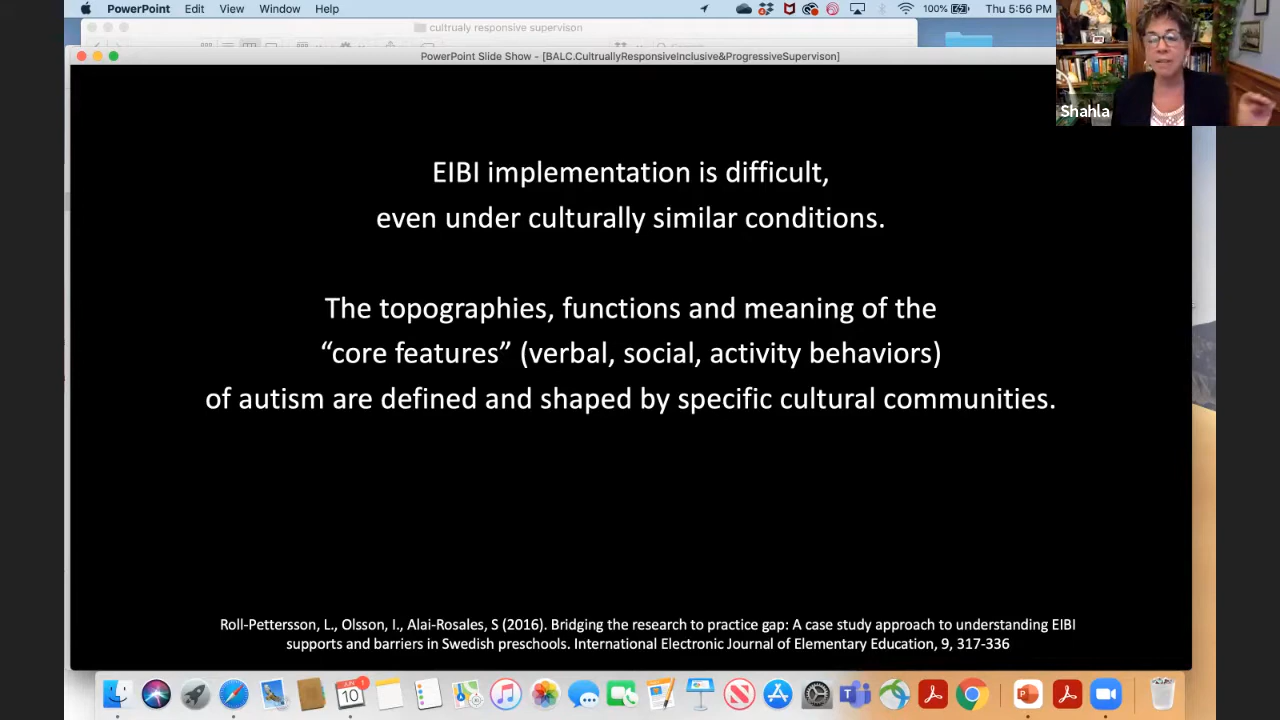 PowerPoint Edit View Window Help
100% Thu 5:56 PM
cultrualy responsive supervison
PowerPoint Slide Show - [BALC.CultruallyResponsiveInclusive&ProgressiveSupervison]
Shahla
EIBI implementation is difficult,
even under culturally similar conditions.
The topographies, functions and meaning of the
“core features” (verbal, social, activity behaviors)
of autism are defined and shaped by specific cultural communities.
Roll-Pettersson, L., Olsson, I., Alai-Rosales, S (2016). Bridging the research to practice gap: A case study approach to understanding EIBI
supports and barriers in Swedish preschools. International Electronic Journal of Elementary Education, 9, 317-336
JUN
10
1